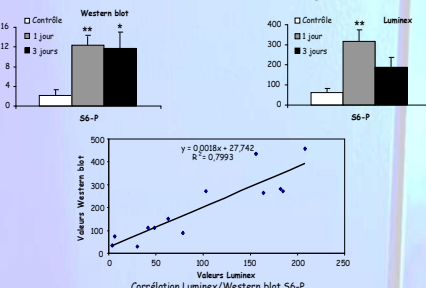 Western blot
Contrôle
1 jour
3 jours
**
*
16
12
8
4
0
S6-P
Luminex
Contrôle
1 jour
3 jours
**
400
300
200
100
0
S6-P
y = 0,0018x + 27,742
R² = 0,7993
Valeurs Western blot
500
400
300
200
100
0
0 50 100 150 200 250
Valeurs Luminex
Corrélation Luminex/Western blot S6-P